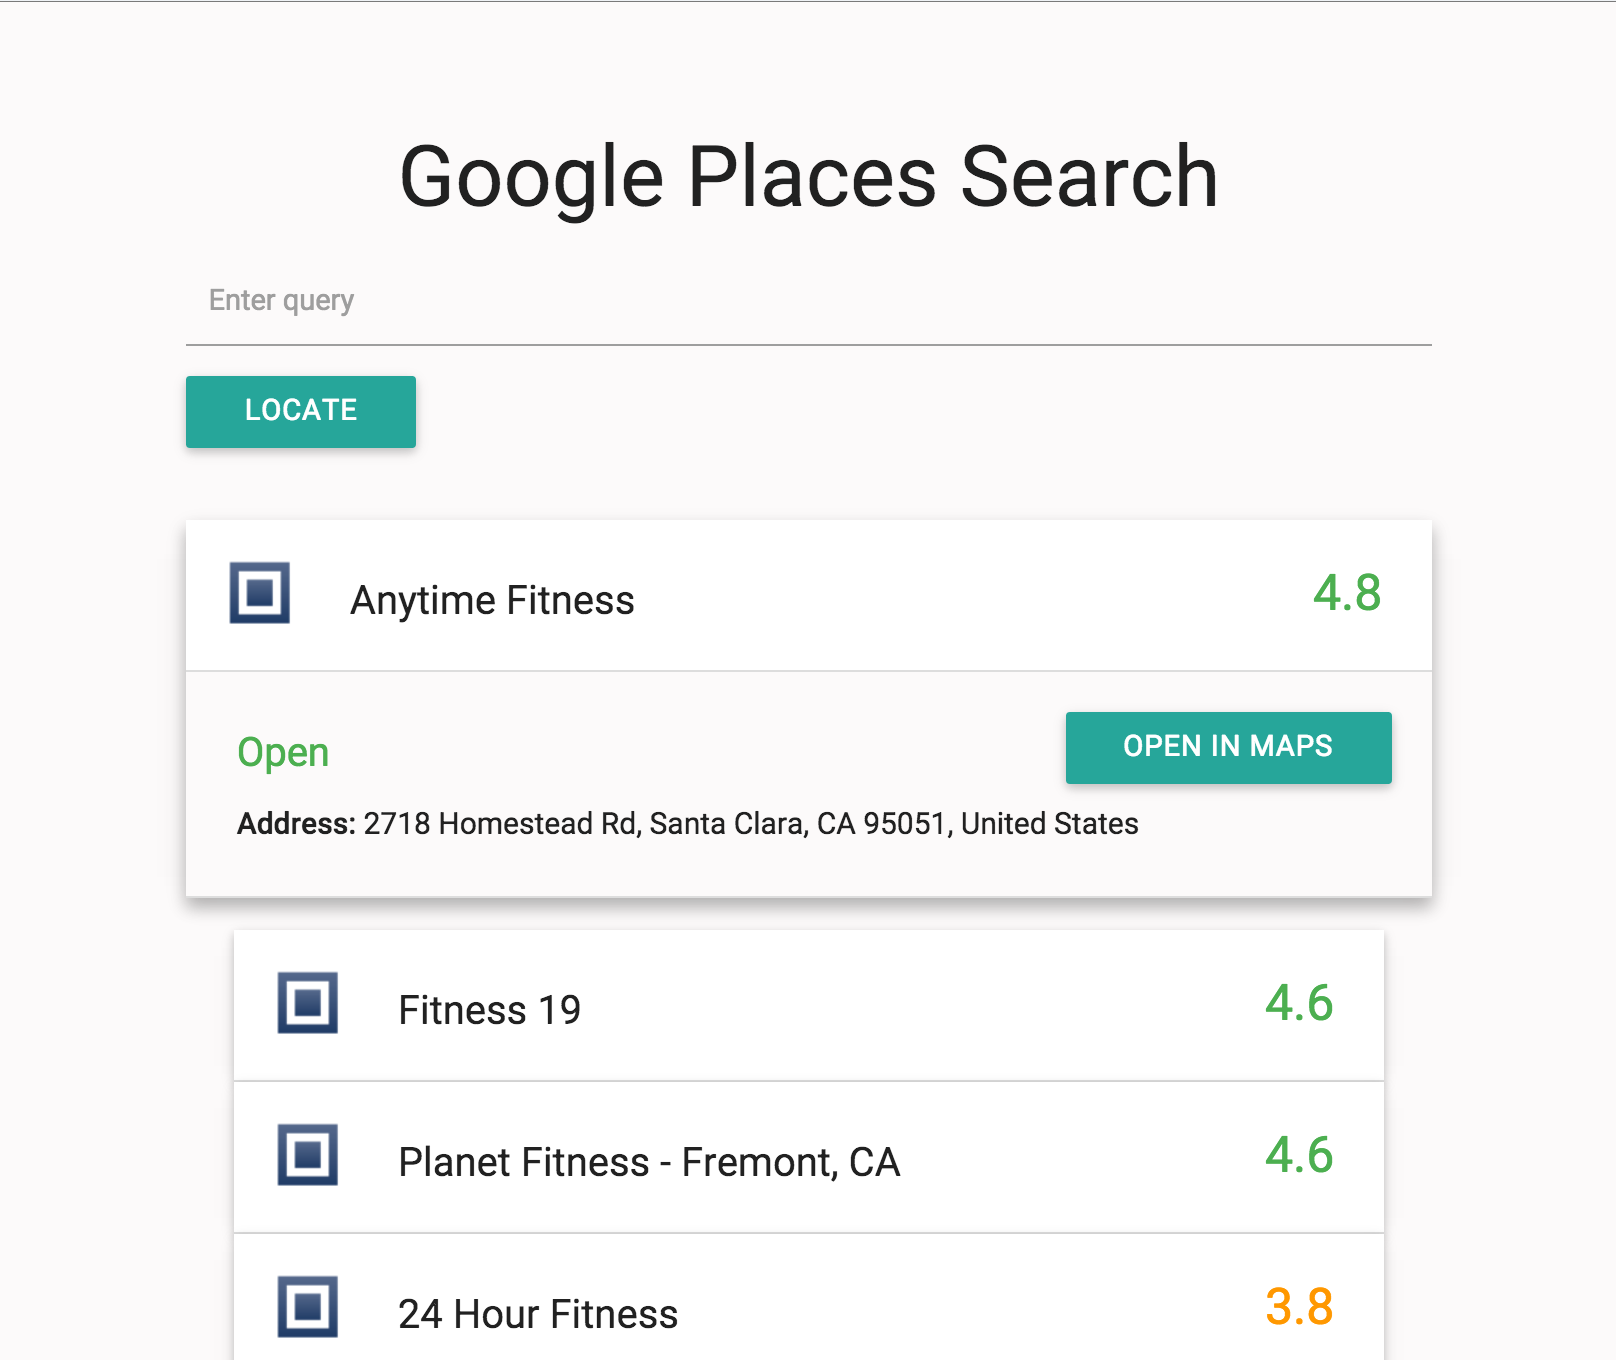 Google Places Search
Enter query
LOCATE
Anytime Fitness
4.8
Open
OPEN IN MAPS
Address: 2718 Homestead Rd, Santa Clara, CA 95051, United States
Fitness 19
4.6
Planet Fitness - Fremont, CA
4.6
24 Hour Fitness
3.8